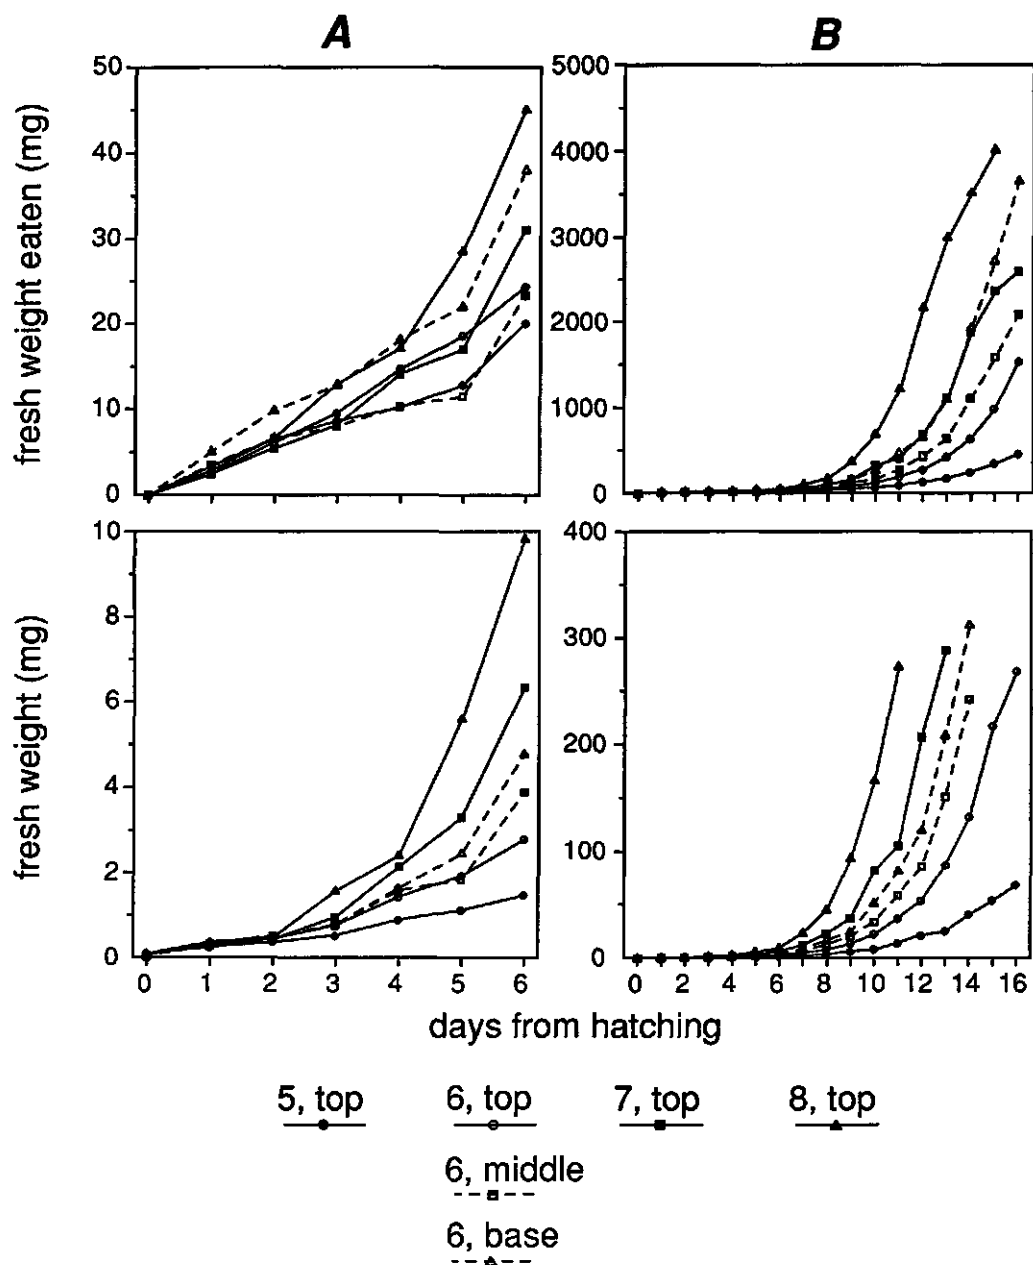 A B
50
40
30
20
10
0
fresh weight eaten (mg)
5000
4000
3000
2000
1000
0
10
8
6
4
2
0
fresh weight (mg)
400
300
200
100
0
0 1 2 3 4 5 6
0 2 4 6 8 10 12 14 16
days from hatching
5, top 6, top 7, top 8, top
6, middle
6, base